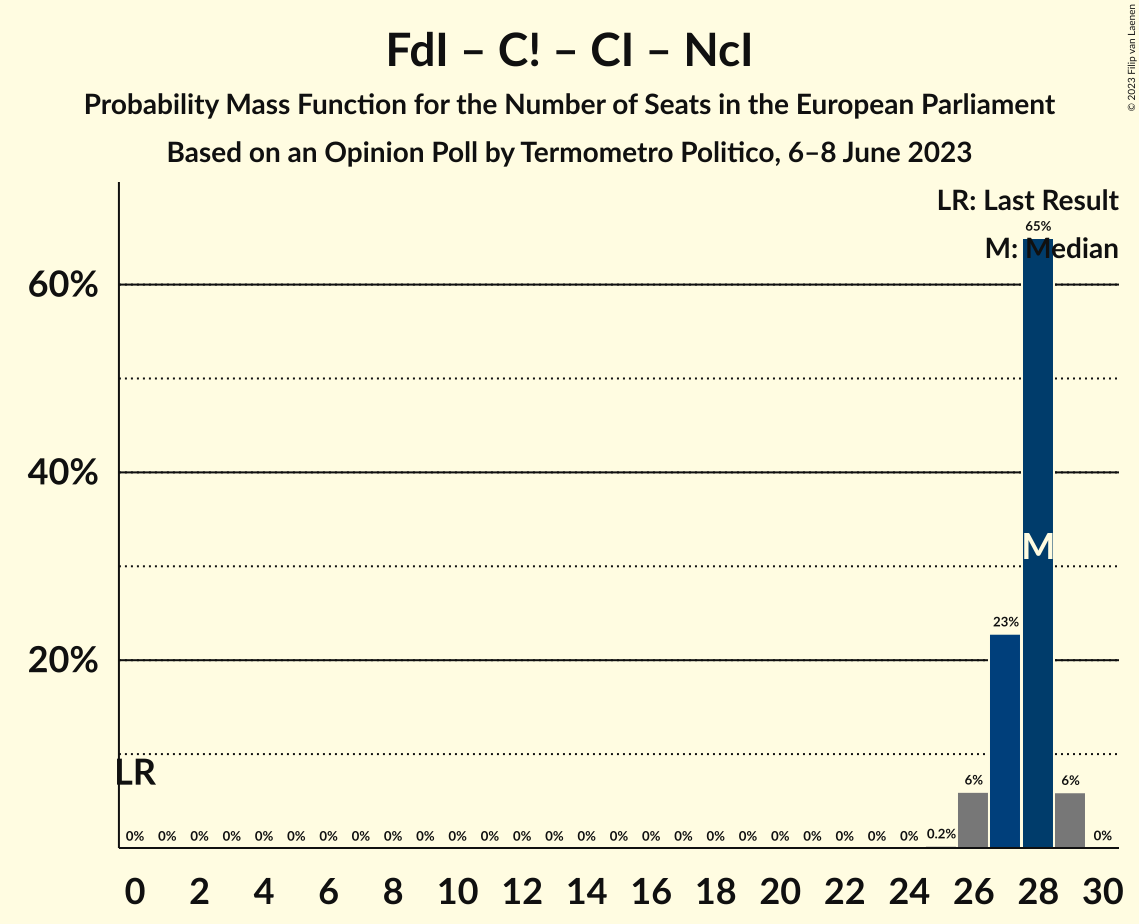 FdI – C! – CI – NcI
Probability Mass Function for the Number of Seats in the European Parliament
Based on an Opinion Poll by Termometro Politico, 6–8 June 2023
© 2023 Filip van Laenen
LR: Last Result
M: Median
65%
60%
40%
M
23%
20%
LR
6%
6%
0% 0% 0% 0% 0% 0% 0% 0% 0% 0% 0% 0% 0% 0% 0% 0% 0% 0% 0% 0% 0% 0% 0% 0% 0% 0.2% 0%
0 2 4 6 8 10 12 14 16 18 20 22 24 26 28 30